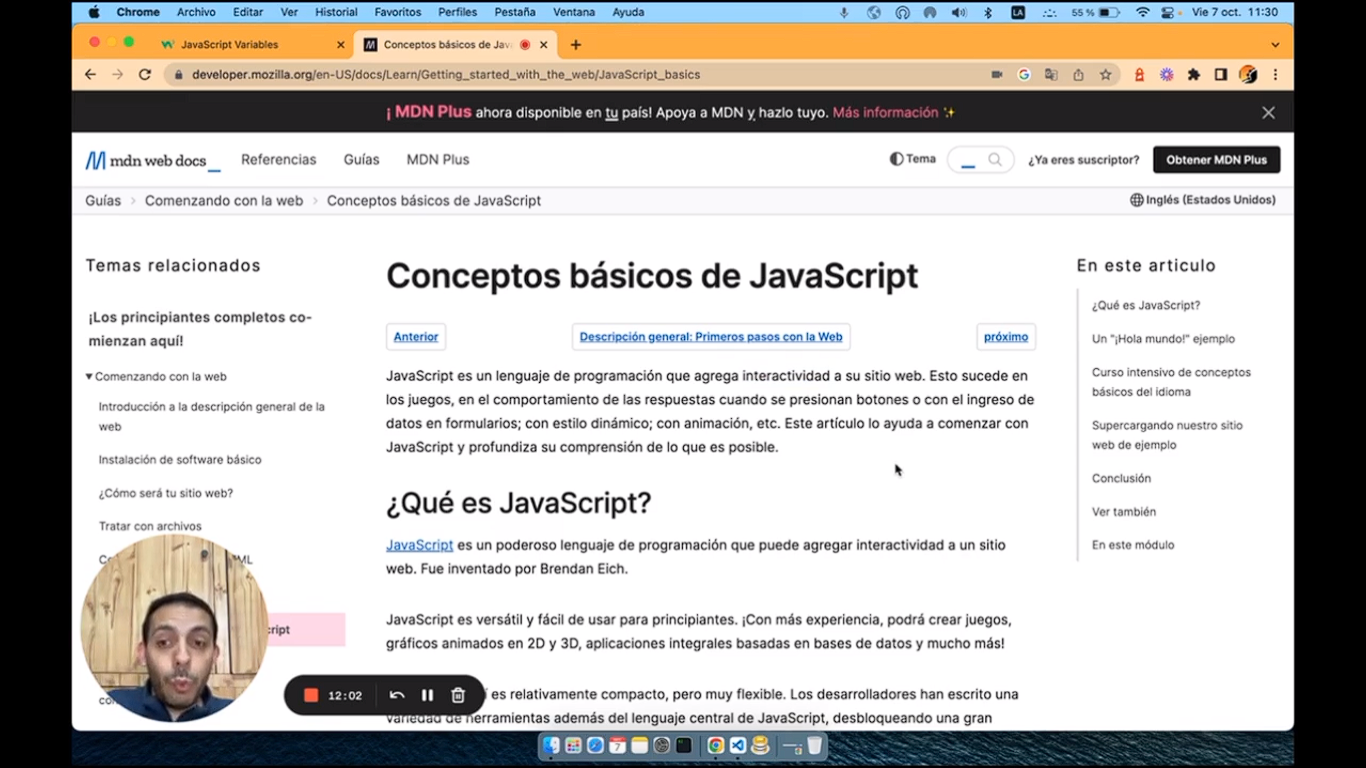 Chrome Archivo Editar Ver Historial Favoritos Perfiles Pestaña Ventana Ayuda LA 55 % Vie 7 oct. 11:30
JavaScript Variables
Conceptos básicos de Jav
developer.mozilla.org/en-US/docs/Learn/Getting_started_with_the_web/JavaScript_basics
¡ MDN Plus ahora disponible en tu país! Apoya a MDN y hazlo tuyo. Más información
mdn web docs_ Referencias Guías MDN Plus Tema ¿Ya eres suscriptor? Obtener MDN Plus
Guías > Comenzando con la web > Conceptos básicos de JavaScript Inglés (Estados Unidos)
Temas relacionados
¡Los principiantes completos co-
mienzan aquí!
Comenzando con la web
Introducción a la descripción general de la
web
Instalación de software básico
¿Cómo será tu sitio web?
Tratar con archivos
ML
cript
Conceptos básicos de JavaScript
Anterior Descripción general: Primeros pasos con la Web próximo
JavaScript es un lenguaje de programación que agrega interactividad a su sitio web. Esto sucede en
los juegos, en el comportamiento de las respuestas cuando se presionan botones o con el ingreso de
datos en formularios; con estilo dinámico; con animación, etc. Este artículo lo ayuda a comenzar con
JavaScript y profundiza su comprensión de lo que es posible.
¿Qué es JavaScript?
JavaScript es un poderoso lenguaje de programación que puede agregar interactividad a un sitio
web. Fue inventado por Brendan Eich.
JavaScript es versátil y fácil de usar para principiantes. ¡Con más experiencia, podrá crear juegos,
gráficos animados en 2D y 3D, aplicaciones integrales basadas en bases de datos y mucho más!
es relativamente compacto, pero muy flexible. Los desarrolladores han escrito una
variedad de herramientas además del lenguaje central de JavaScript, desbloqueando una gran
En este articulo
¿Qué es JavaScript?
Un "¡Hola mundo!" ejemplo
Curso intensivo de conceptos
básicos del idioma
Supercargando nuestro sitio
web de ejemplo
Conclusión
Ver también
En este módulo
12:02